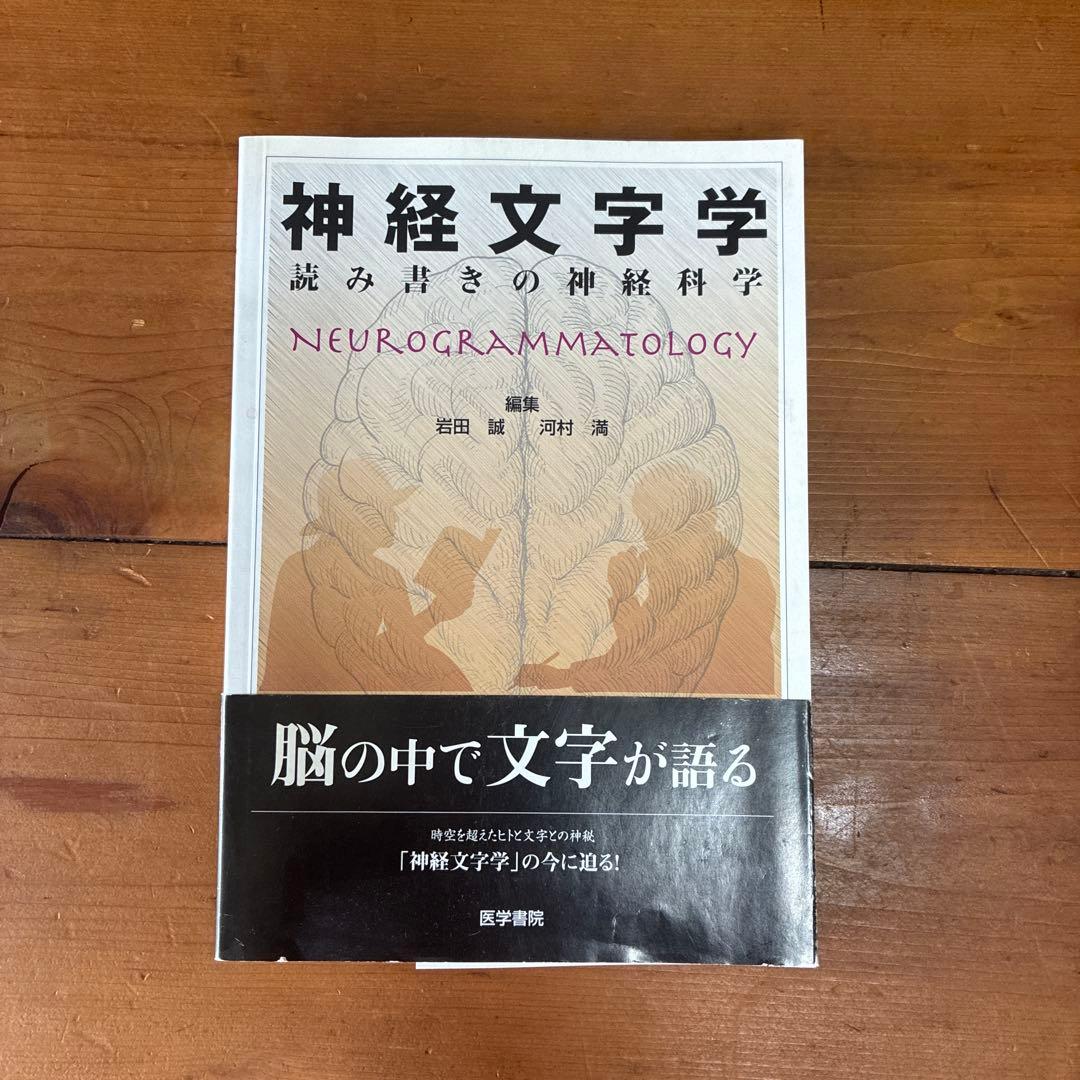 神経文字学
読み書きの神経科学
NEUROGRAMMATOLOGY
編集
岩田 誠 河村 満
脳の中で文字が語る
時空を超えたヒトと文字との神秘
「神経文字学」の今に迫る!
医学書院